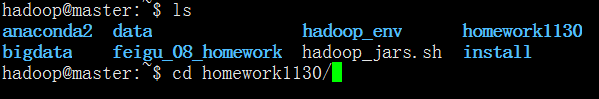 hadoop@master:~$ ls
anaconda2 data hadoop_env homework1130
bigdata feigu_08_homework hadoop_jars.sh install
hadoop@master:~$ cd homework1130/